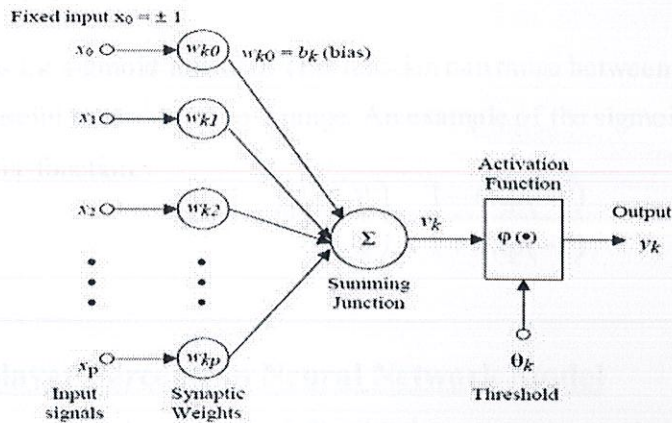 Fixed input x₀ = ± 1
x₀
w_k0
w_k0 = b_k (bias)
x₁
w_k1
x₂
w_k2
Σ
Summing
Junction
v_k
Activation
Function
φ(•)
Output
y_k
x_p
w_kp
θ_k
Threshold
Input
signals
Synaptic
Weights